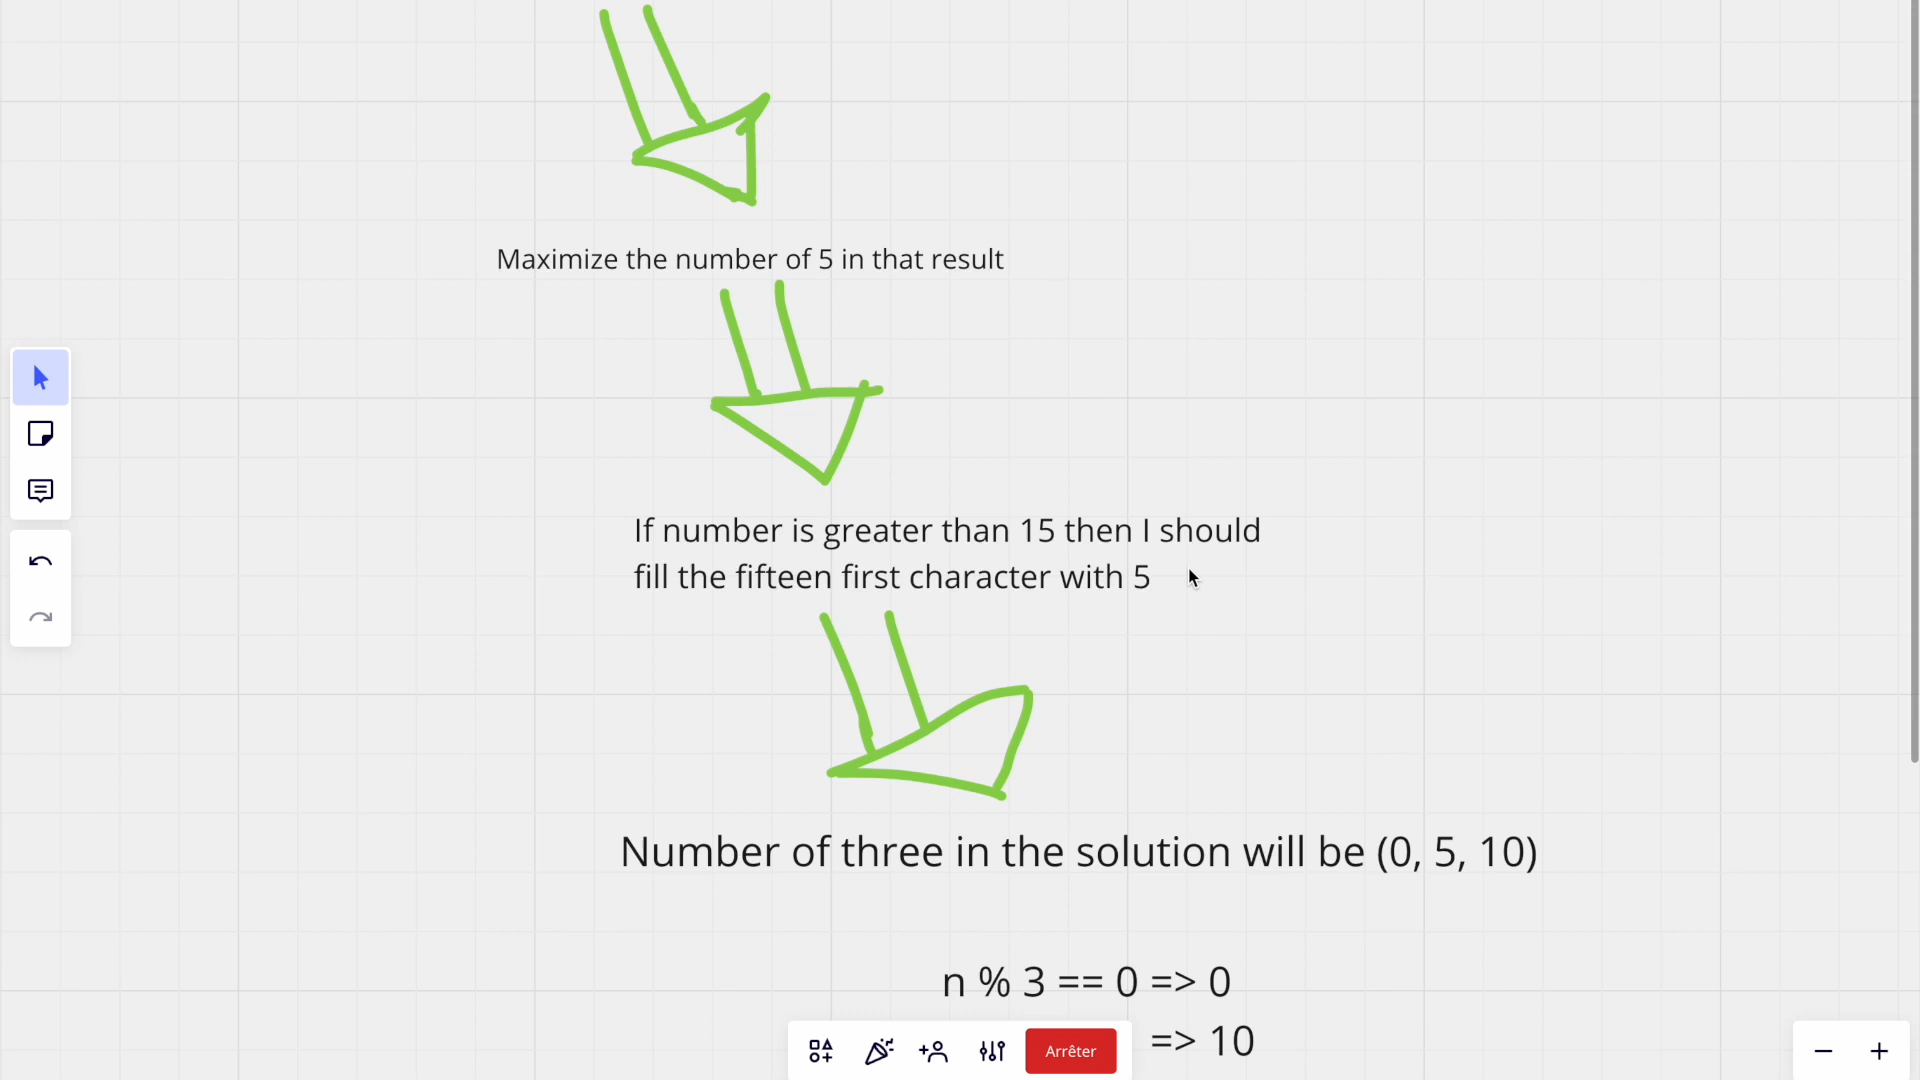 Maximize the number of 5 in that result
If number is greater than 15 then I should
fill the fifteen first character with 5
Number of three in the solution will be (0, 5, 10)
n % 3 == 0 => 0
=> 10
Arrêter